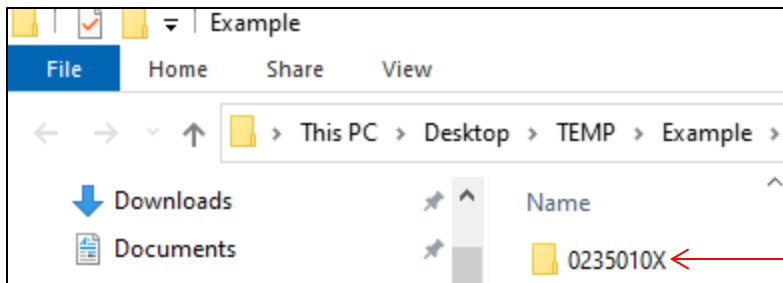 Example
File Home Share View
This PC > Desktop > TEMP > Example >
Downloads
Name
Documents
0235010X